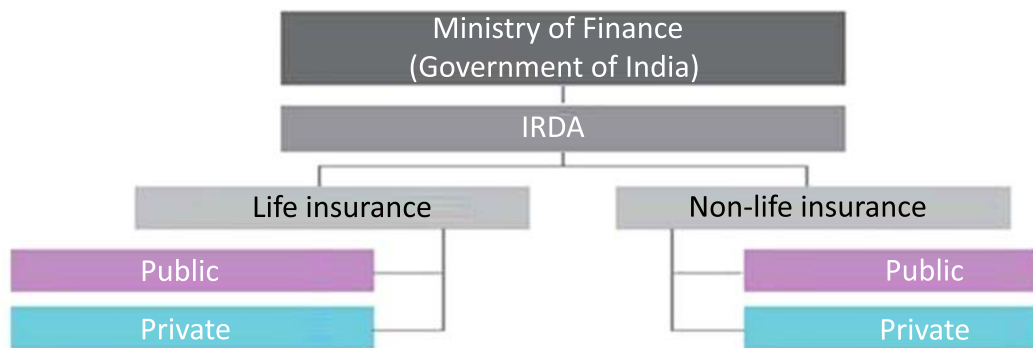 Ministry of Finance
(Government of India)
IRDA
Life insurance
Non-life insurance
Public
Public
Private
Private